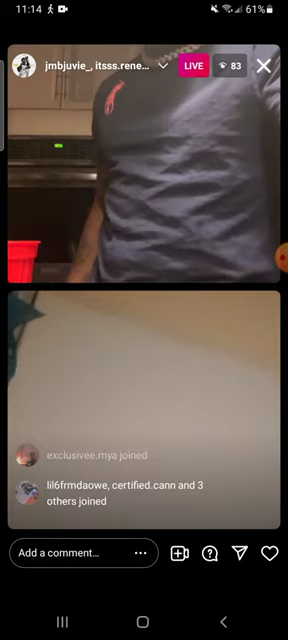 11:14
61%
jmbjuvie_, itsss.rene...
LIVE
83
exclusivee.mya joined
lil6frmdaowe, certified.cann and 3
others joined
Add a comment...